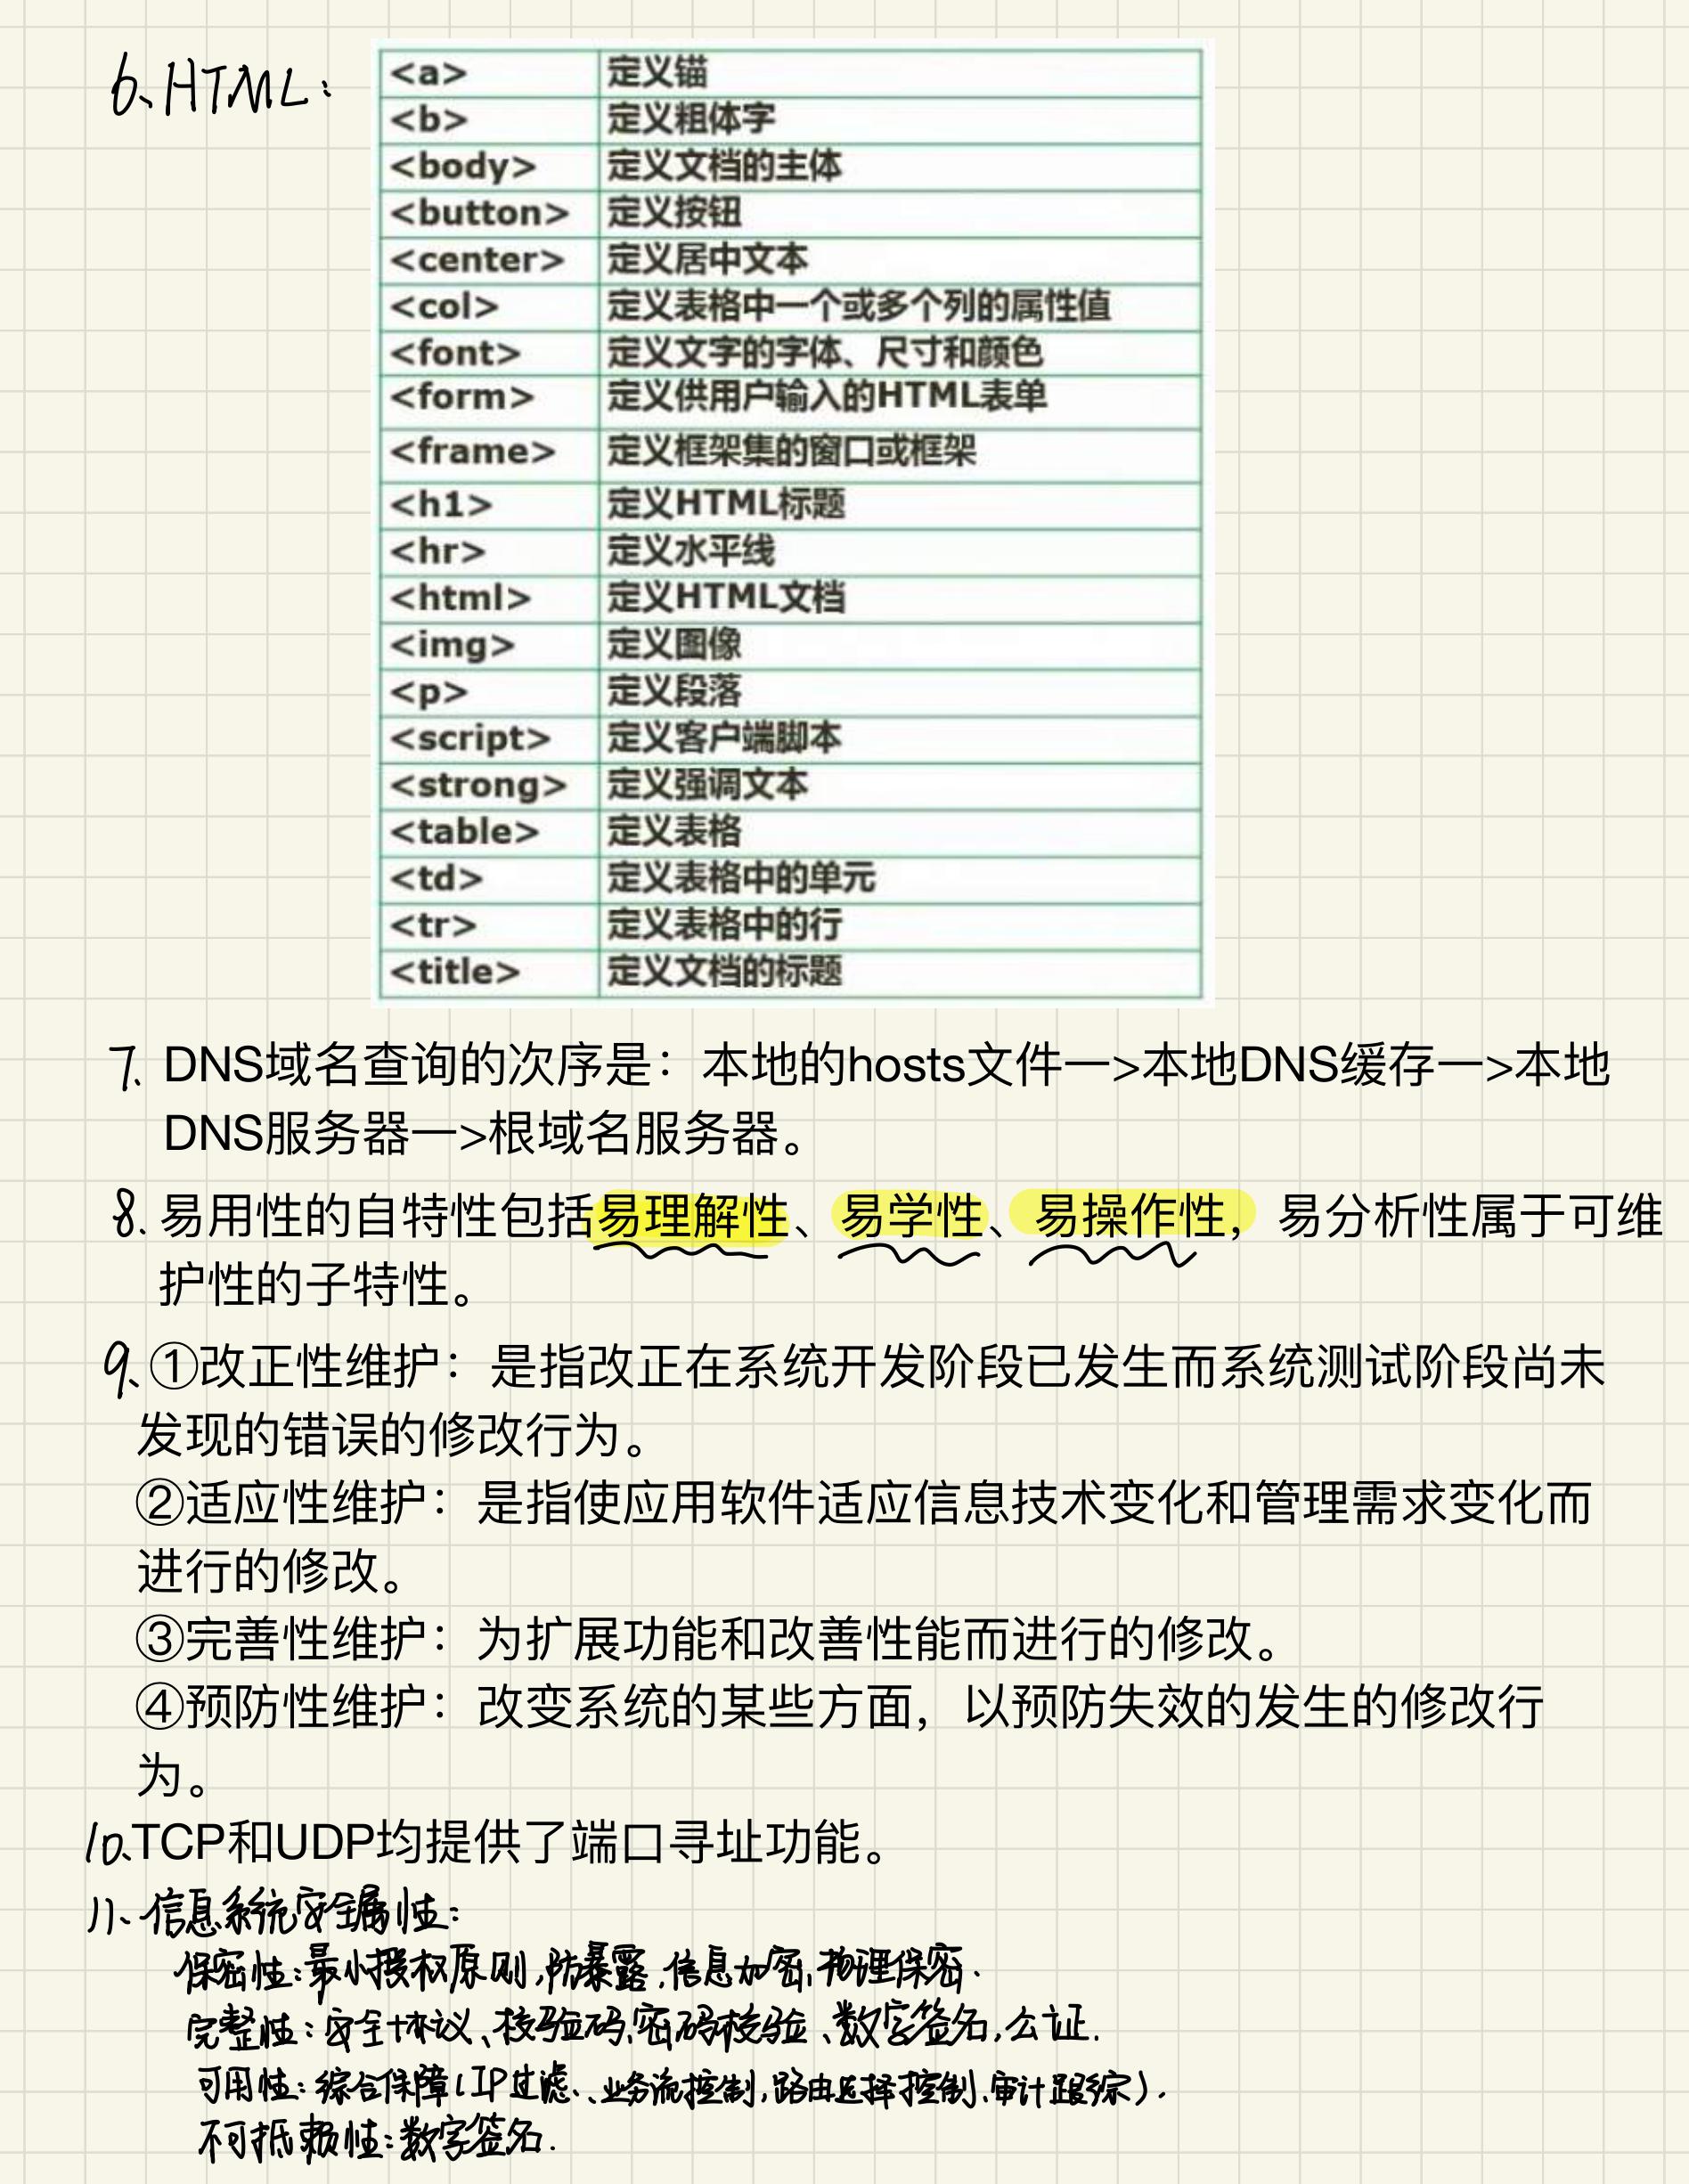 6、HTML:
<a> 定义锚
<b> 定义粗体字
<body> 定义文档的主体
<button> 定义按钮
<center> 定义居中文本
<col> 定义表格中一个或多个列的属性值
<font> 定义文字的字体、尺寸和颜色
<form> 定义供用户输入的HTML表单
<frame> 定义框架集的窗口或框架
<h1> 定义HTML标题
<hr> 定义水平线
<html> 定义HTML文档
<img> 定义图像
<p> 定义段落
<script> 定义客户端脚本
<strong> 定义强调文本
<table> 定义表格
<td> 定义表格中的单元
<tr> 定义表格中的行
<title> 定义文档的标题
7、DNS域名查询的次序是：本地的hosts文件一>本地DNS缓存一>本地
DNS服务器一>根域名服务器。
8、易用性的自特性包括易理解性、易学性、易操作性，易分析性属于可维
护性的子特性。
9、①改正性维护：是指改正在系统开发阶段已发生而系统测试阶段尚未
发现的错误的修改行为。
②适应性维护：是指使应用软件适应信息技术变化和管理需求变化而
进行的修改。
③完善性维护：为扩展功能和改善性能而进行的修改。
④预防性维护：改变系统的某些方面，以预防失效的发生的修改行
为。
10、TCP和UDP均提供了端口寻址功能。
11、信息系统安全属性：
保密性：最小授权原则，防暴露，信息加密，物理保密．
完整性：安全协议、校验码、密码校验、数字签名，公证．
可用性：综合保障（IP过滤、业务流控制，路由选择控制、审计跟综）．
不可抵赖性：数字签名．